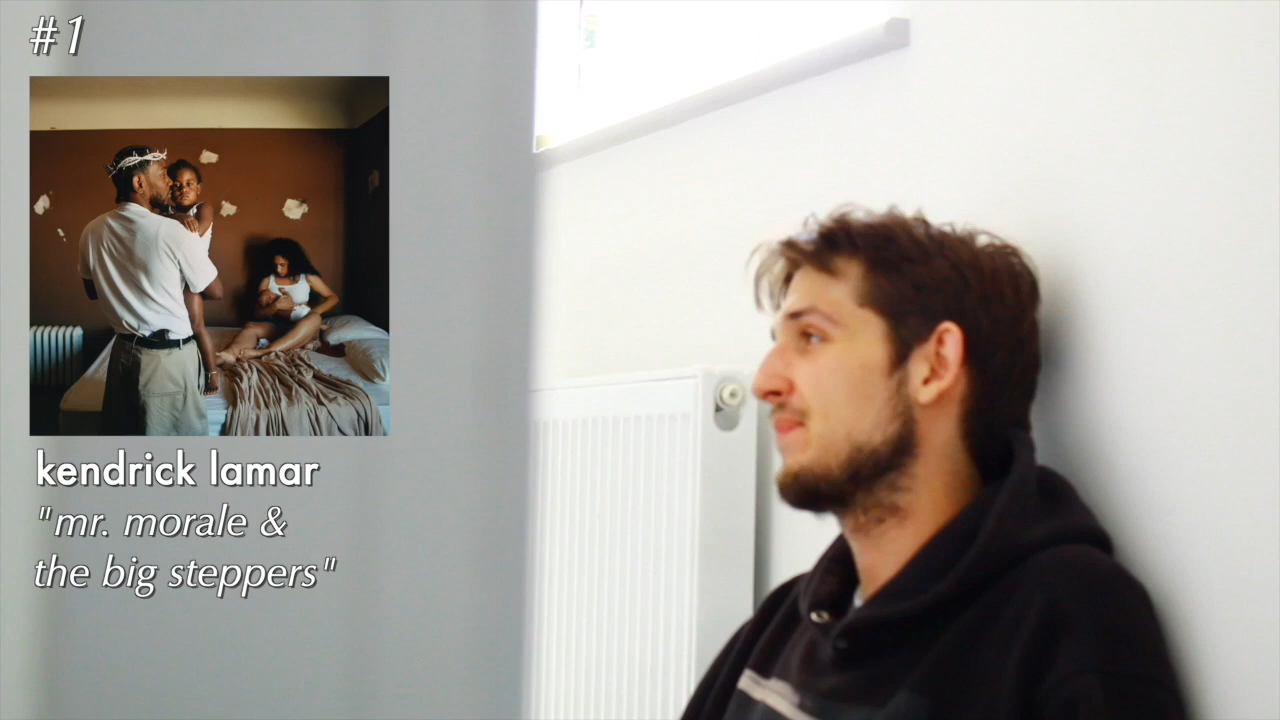 #1
kendrick lamar
"mr. morale &
the big steppers"